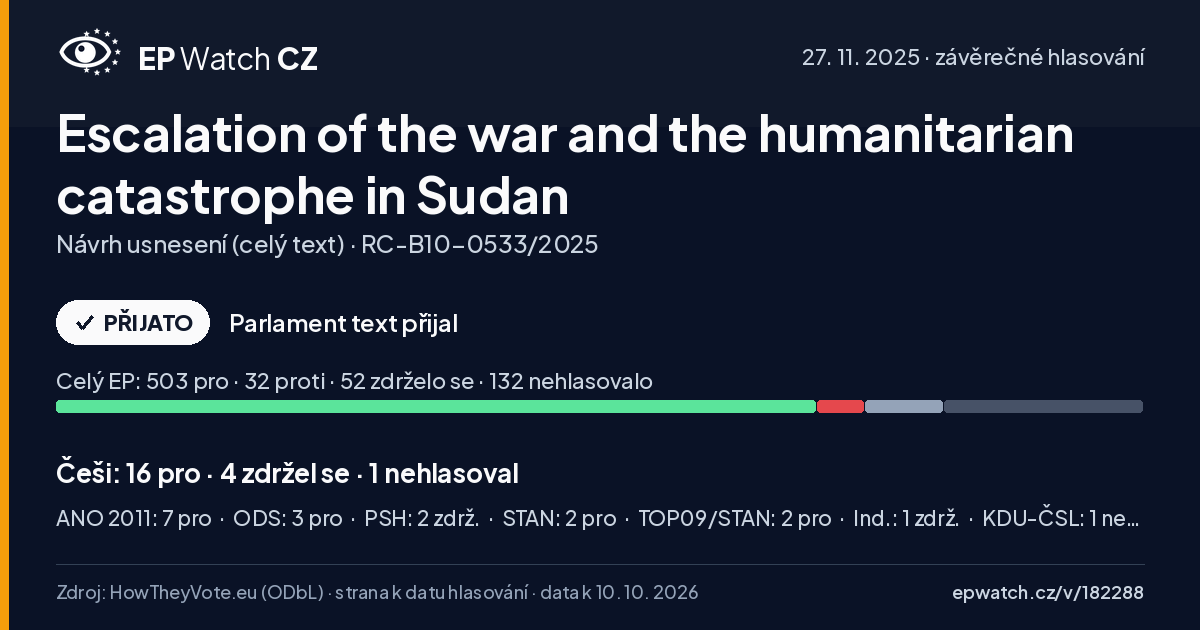 EP Watch CZ
27. 11. 2025 · závěrečné hlasování
Escalation of the war and the humanitarian
catastrophe in Sudan
Návrh usnesení (celý text) · RC-B10-0533/2025
✓ PŘIJATO
Parlament text přijal
Celý EP: 503 pro · 32 proti · 52 zdrželo se · 132 nehlasovalo
Češi: 16 pro · 4 zdržel se · 1 nehlasoval
ANO 2011: 7 pro · ODS: 3 pro · PSH: 2 zdrž. · STAN: 2 pro · TOP09/STAN: 2 pro · Ind.: 1 zdrž. · KDU-ČSL: 1 ne…
Zdroj: HowTheyVote.eu (ODbL) · strana k datu hlasování · data k 10. 10. 2026
epwatch.cz/v/182288